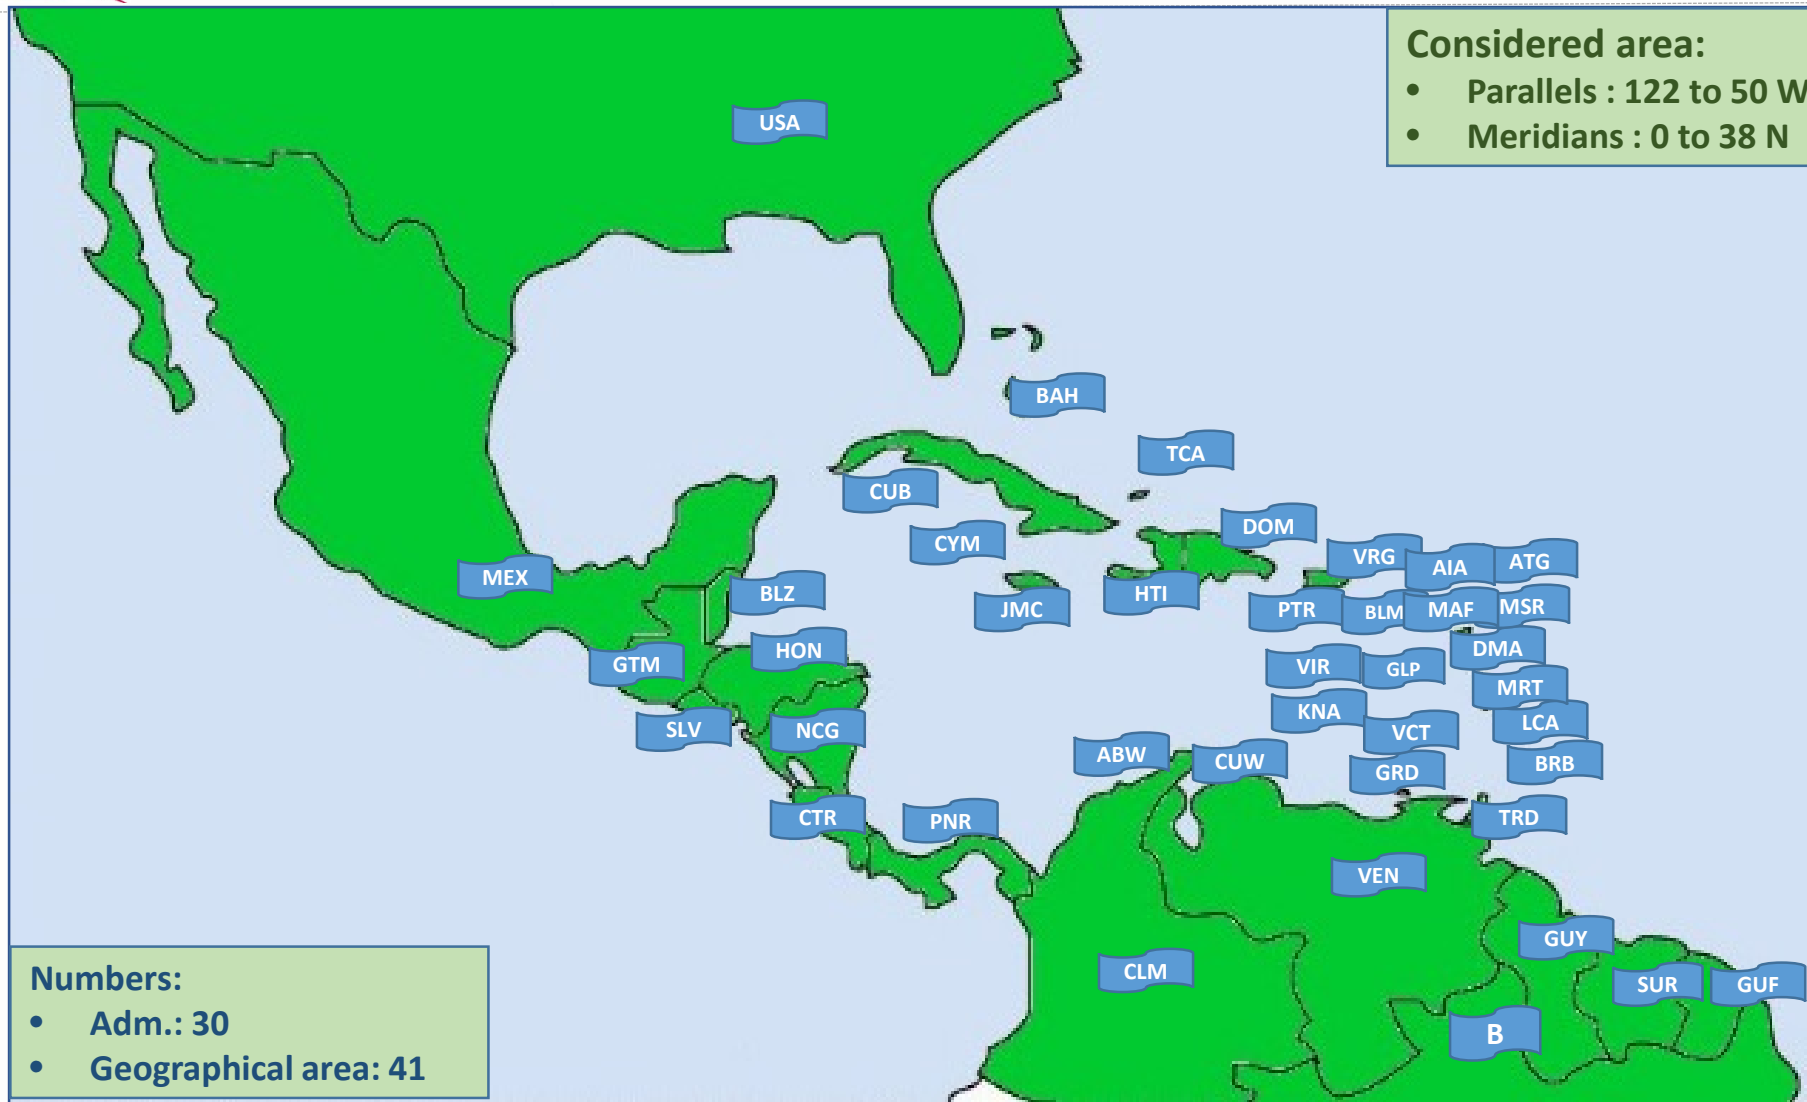 Considered area:
• Parallels : 122 to 50 W
• Meridians : 0 to 38 N
USA
BAH
TCA
CUB
DOM
CYM
VRG
AIA
ATG
MEX
BLZ
JMC
HTI
PTR
BLM
MAF
MSR
GTM
HON
DMA
VIR
GLP
MRT
KNA
LCA
SLV
NCG
VCT
ABW
CUW
GRD
BRB
CTR
PNR
TRD
VEN
GUY
CLM
SUR
GUF
B
Numbers:
• Adm.: 30
• Geographical area: 41